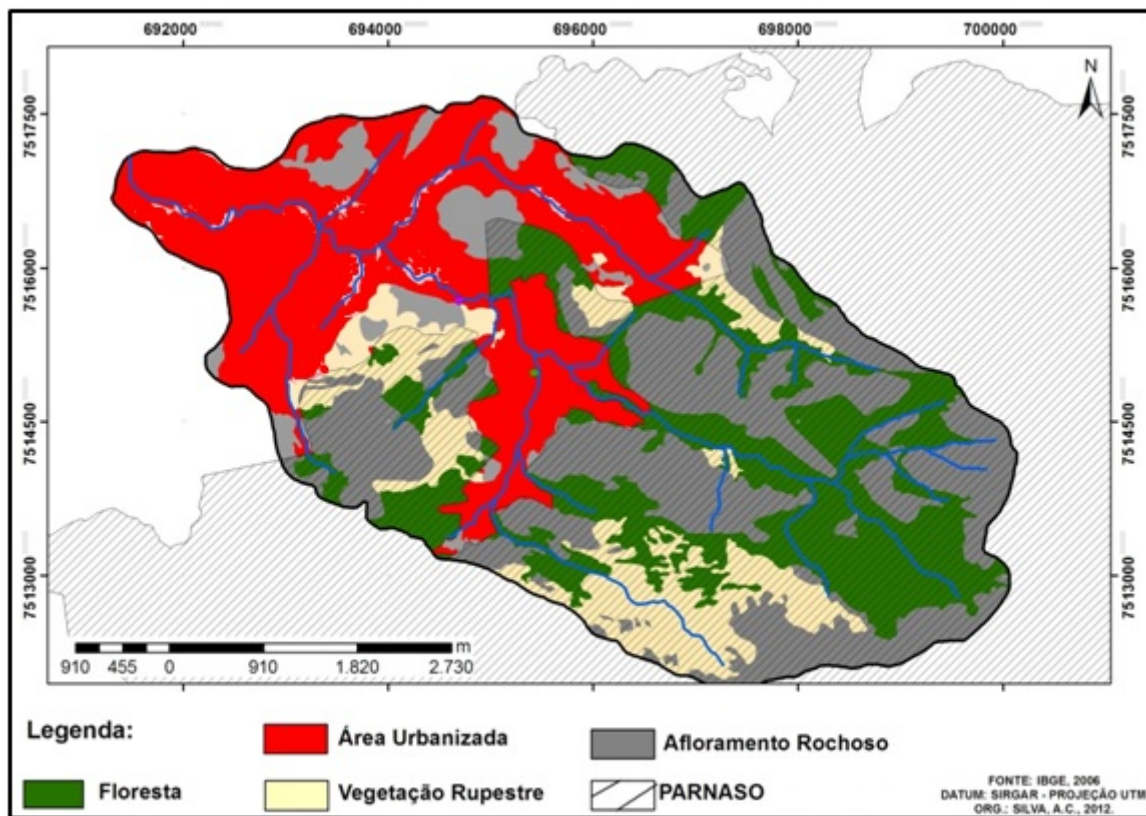 692000 694000 696000 698000 700000
N
7517500 7517500
7516000 7516000
7514500 7514500
7513000 7513000
m
910 455 0 910 1.820 2.730
Legenda:
Área Urbanizada
Afloramento Rochoso
Floresta
Vegetação Rupestre
PARNASO
FONTE: IBGE, 2006
DATUM: SIRGAR - PROJEÇÃO UTM
ORG.: SILVA, A.C., 2012.